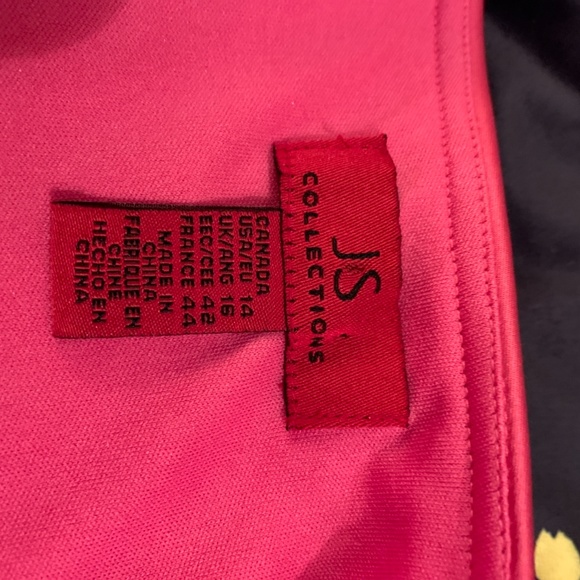 JS
COLLECTIONS
CANADA
USA/EU 14
UK/ANG 16
EEC/CEE 42
FRANCE 44
MADE IN
CHINA
FABRIQUE EN
CHINE
HECHO EN
CHINA